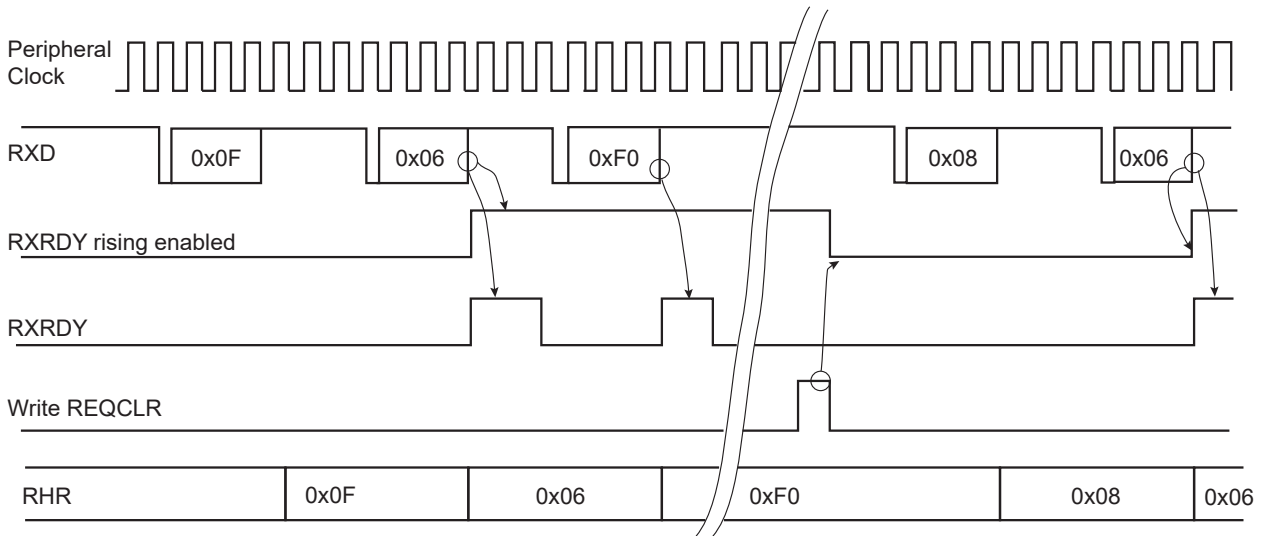 Peripheral
Clock
RXD
0x0F
0x06
0xF0
0x08
0x06
RXRDY rising enabled
RXRDY
Write REQCLR
RHR
0x0F
0x06
0xF0
0x08
0x06